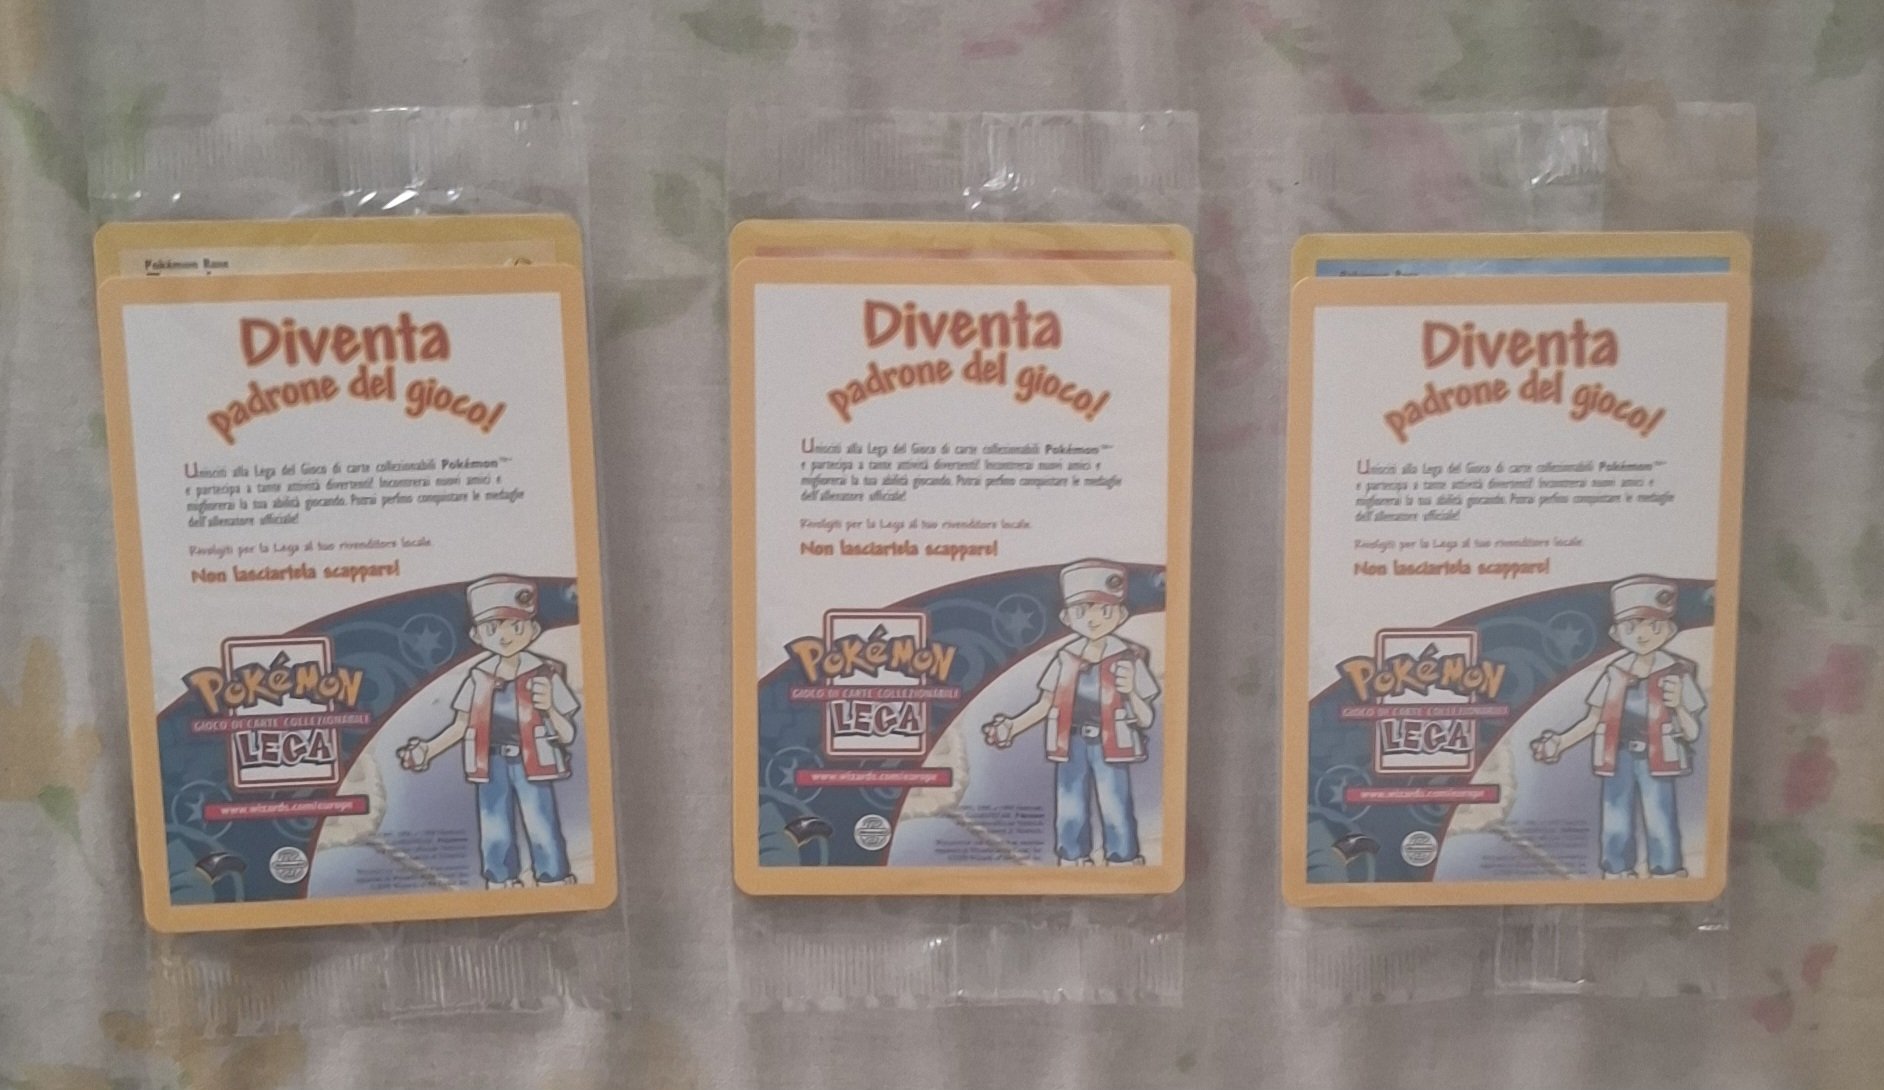 Pokémon Base
Diventa
padrone del gioco!
Unisciti alla Lega del Gioco di carte collezionabili Pokémon™
e partecipa a tante attività divertenti! Incontrerai nuovi amici e
migliorerai la tua abilità giocando. Potrai perfino conquistare le medaglie
dell'allenatore ufficiale!
Rivolgiti per la Lega al tuo rivenditore locale.
Non lasciartela scappare!
POKéMON
GIOCO DI CARTE COLLEZIONABILI
LEGA
www.wizards.com/europe
Diventa
padrone del gioco!
Unisciti alla Lega del Gioco di carte collezionabili Pokémon™
e partecipa a tante attività divertenti! Incontrerai nuovi amici e
migliorerai la tua abilità giocando. Potrai perfino conquistare le medaglie
dell'allenatore ufficiale!
Rivolgiti per la Lega al tuo rivenditore locale.
Non lasciartela scappare!
POKéMON
GIOCO DI CARTE COLLEZIONABILI
LEGA
www.wizards.com/europe
Pokémon Base
Diventa
padrone del gioco!
Unisciti alla Lega del Gioco di carte collezionabili Pokémon™
e partecipa a tante attività divertenti! Incontrerai nuovi amici e
migliorerai la tua abilità giocando. Potrai perfino conquistare le medaglie
dell'allenatore ufficiale!
Rivolgiti per la Lega al tuo rivenditore locale.
Non lasciartela scappare!
POKéMON
GIOCO DI CARTE COLLEZIONABILI
LEGA
www.wizards.com/europe